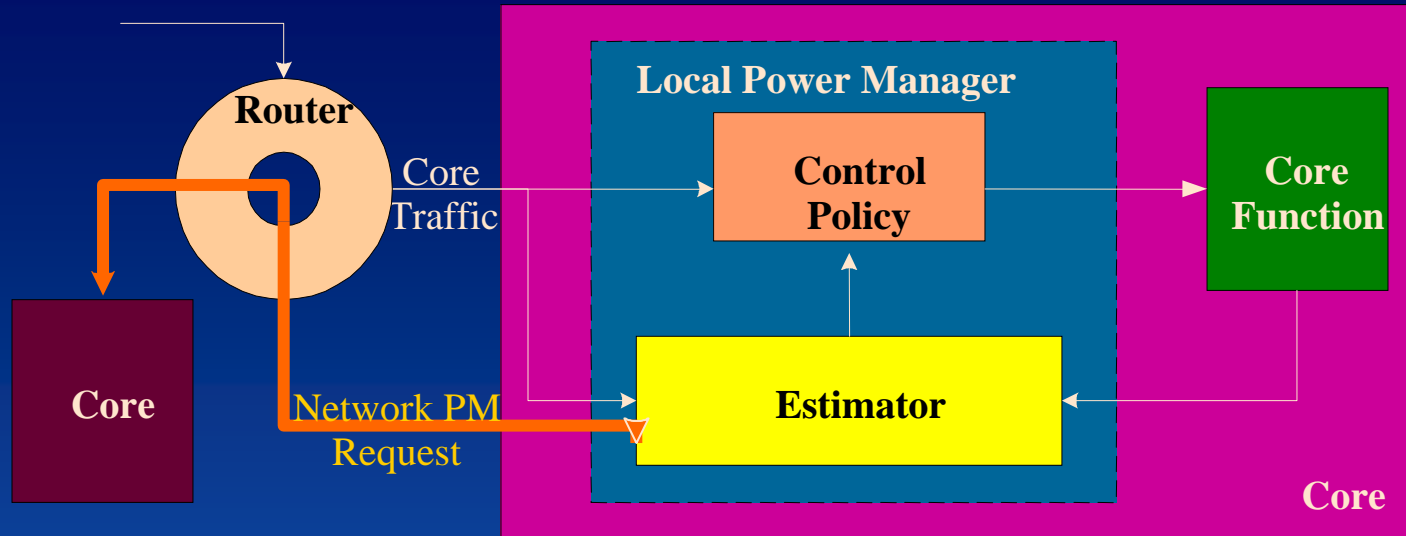 Local Power Manager
Router
Core
Traffic
Control
Policy
Core
Function
Core
Network PM
Request
Estimator
Core